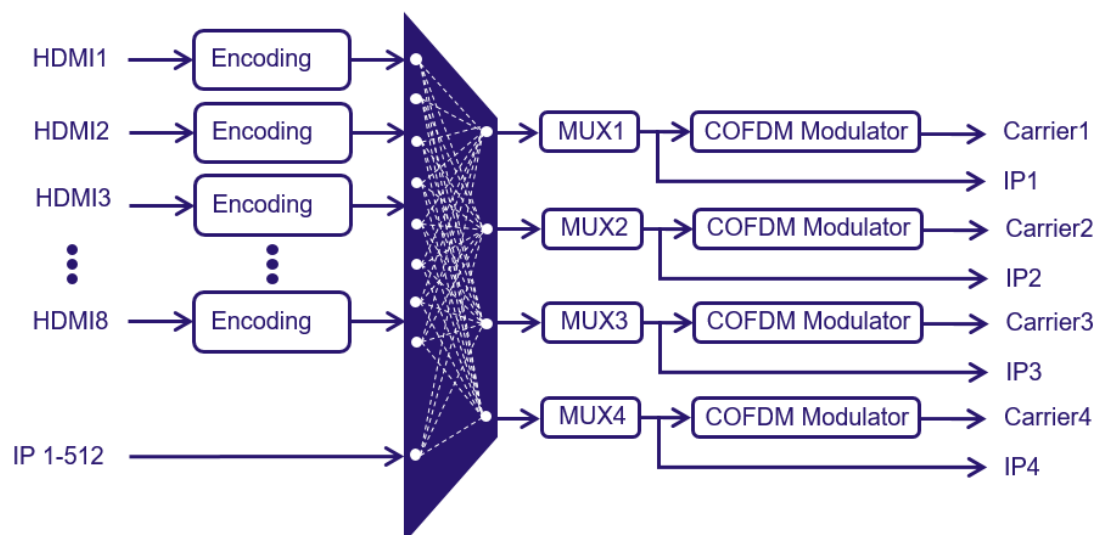 HDMI1
Encoding
HDMI2
Encoding
MUX1
COFDM Modulator
Carrier1
IP1
HDMI3
Encoding
MUX2
COFDM Modulator
Carrier2
IP2
HDMI8
Encoding
MUX3
COFDM Modulator
Carrier3
IP3
MUX4
COFDM Modulator
Carrier4
IP 1-512
IP4